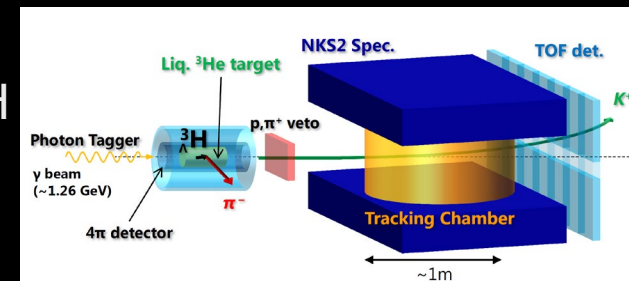 NKS2 Spec.
TOF det.
Liq. ³He target
K⁺
H
p,π⁺ veto
Photon Tagger
³ΛH
γ beam
(~1.26 GeV)
π⁻
4π detector
Tracking Chamber
~1m